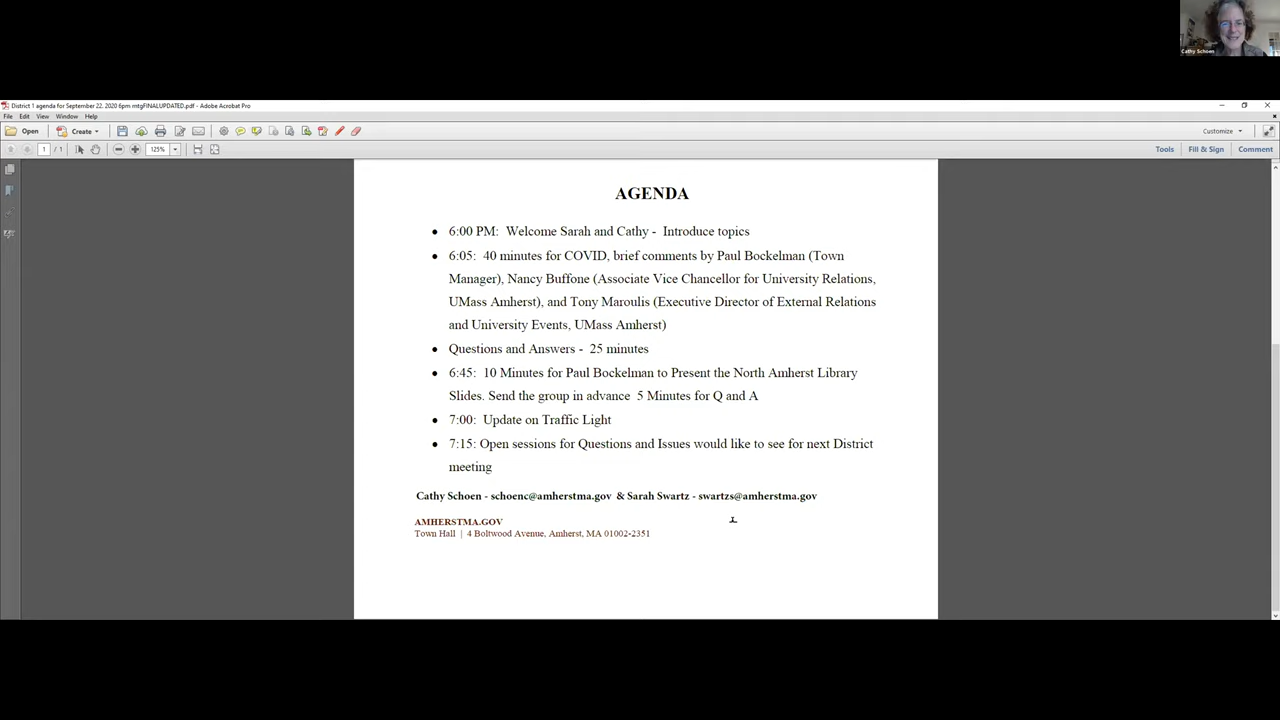 Cathy Schoen
District 1 agenda for September 22, 2020 6pm mtgFINALUPDATED.pdf - Adobe Acrobat Pro
File Edit View Window Help
Open Create Customize
1 / 1 125% Tools Fill & Sign Comment
AGENDA
• 6:00 PM: Welcome Sarah and Cathy - Introduce topics
• 6:05: 40 minutes for COVID, brief comments by Paul Bockelman (Town
Manager), Nancy Buffone (Associate Vice Chancellor for University Relations,
UMass Amherst), and Tony Maroulis (Executive Director of External Relations
and University Events, UMass Amherst)
• Questions and Answers - 25 minutes
• 6:45: 10 Minutes for Paul Bockelman to Present the North Amherst Library
Slides. Send the group in advance 5 Minutes for Q and A
• 7:00: Update on Traffic Light
• 7:15: Open sessions for Questions and Issues would like to see for next District
meeting
Cathy Schoen - schoenc@amherstma.gov & Sarah Swartz - swartzs@amherstma.gov
AMHERSTMA.GOV
Town Hall | 4 Boltwood Avenue, Amherst, MA 01002-2351